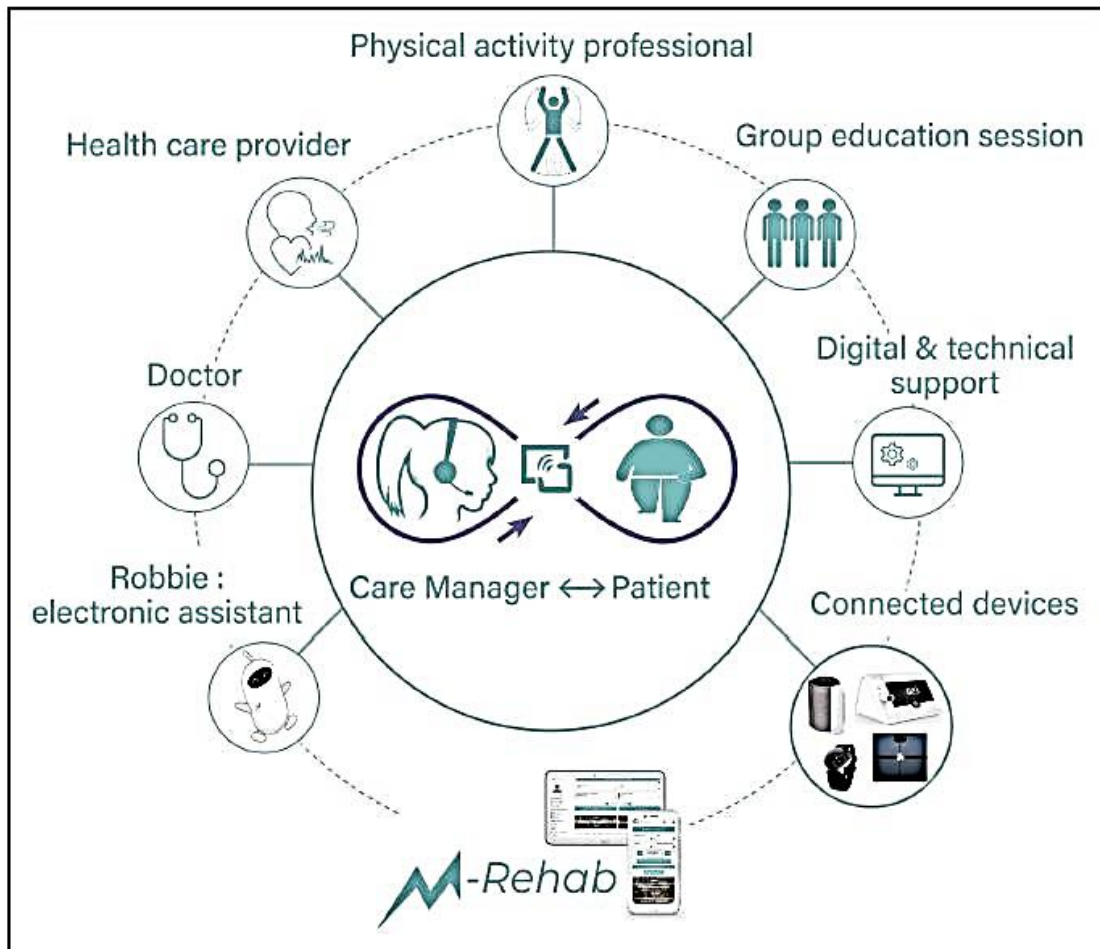 Physical activity professional
Health care provider
Group education session
Doctor
Digital & technical
support
Robbie :
electronic assistant
Care Manager ↔ Patient
Connected devices
M-Rehab